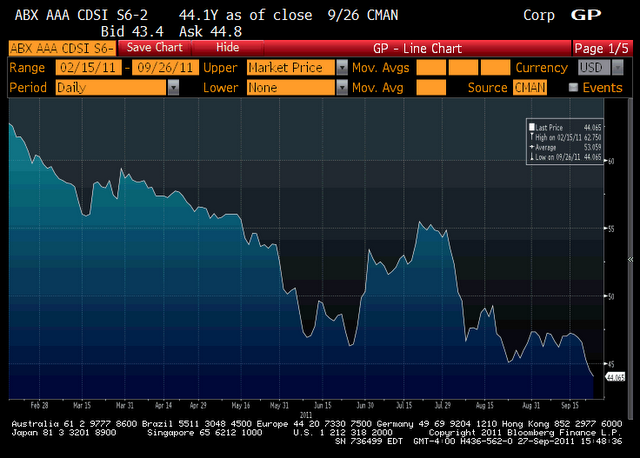 ABX AAA CDSI S6-2 44.1Y as of close 9/26 CMAN Corp GP
Bid 43.4 Ask 44.8
ABX AAA CDSI S6- Save Chart Hide GP - Line Chart Page 1/5
Range 02/15/11 - 09/26/11 Upper Market Price Mov. Avgs Currency USD
Period Daily Lower None Mov. Avg Source CMAN Events
Last Price 44.065
High on 02/15/11 62.750
Average 53.059
Low on 09/26/11 44.065
60
55
50
45
44.065
Feb 28 Mar 15 Mar 31 Apr 14 Apr 29 May 16 May 31 Jun 15 Jun 30 Jul 15 Jul 29 Aug 15 Aug 31 Sep 15
2011
Australia 61 2 9777 8600 Brazil 5511 3048 4500 Europe 44 20 7330 7500 Germany 49 69 9204 1210 Hong Kong 852 2977 6000
Japan 81 3 3201 8900 Singapore 65 6212 1000 U.S. 1 212 318 2000 Copyright 2011 Bloomberg Finance L.P.
SN 736499 EDT GMT-4:00 H436-562-0 27-Sep-2011 15:48:36